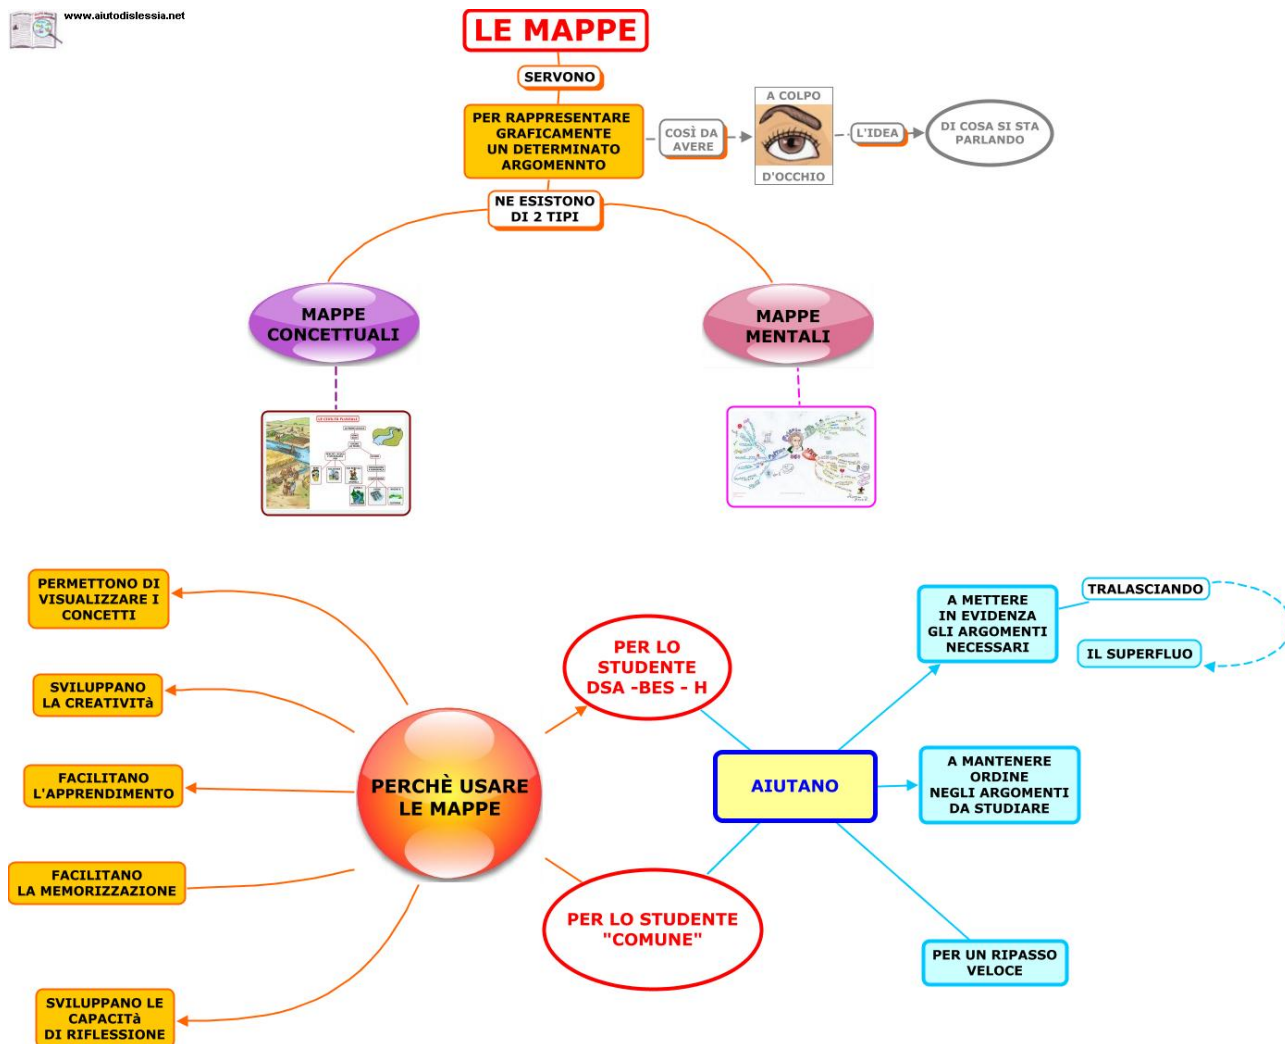 www.aiutodislessia.net
LE MAPPE
SERVONO
PER RAPPRESENTARE
GRAFICAMENTE
UN DETERMINATO
ARGOMENNTO
COSÌ DA
AVERE
A COLPO
D'OCCHIO
L'IDEA
DI COSA SI STA
PARLANDO
NE ESISTONO
DI 2 TIPI
MAPPE
CONCETTUALI
MAPPE
MENTALI
PERMETTONO DI
VISUALIZZARE I
CONCETTI
SVILUPPANO
LA CREATIVITà
FACILITANO
L'APPRENDIMENTO
FACILITANO
LA MEMORIZZAZIONE
SVILUPPANO LE
CAPACITà
DI RIFLESSIONE
PERCHÈ USARE
LE MAPPE
PER LO
STUDENTE
DSA -BES - H
PER LO STUDENTE
"COMUNE"
AIUTANO
A METTERE
IN EVIDENZA
GLI ARGOMENTI
NECESSARI
TRALASCIANDO
IL SUPERFLUO
A MANTENERE
ORDINE
NEGLI ARGOMENTI
DA STUDIARE
PER UN RIPASSO
VELOCE